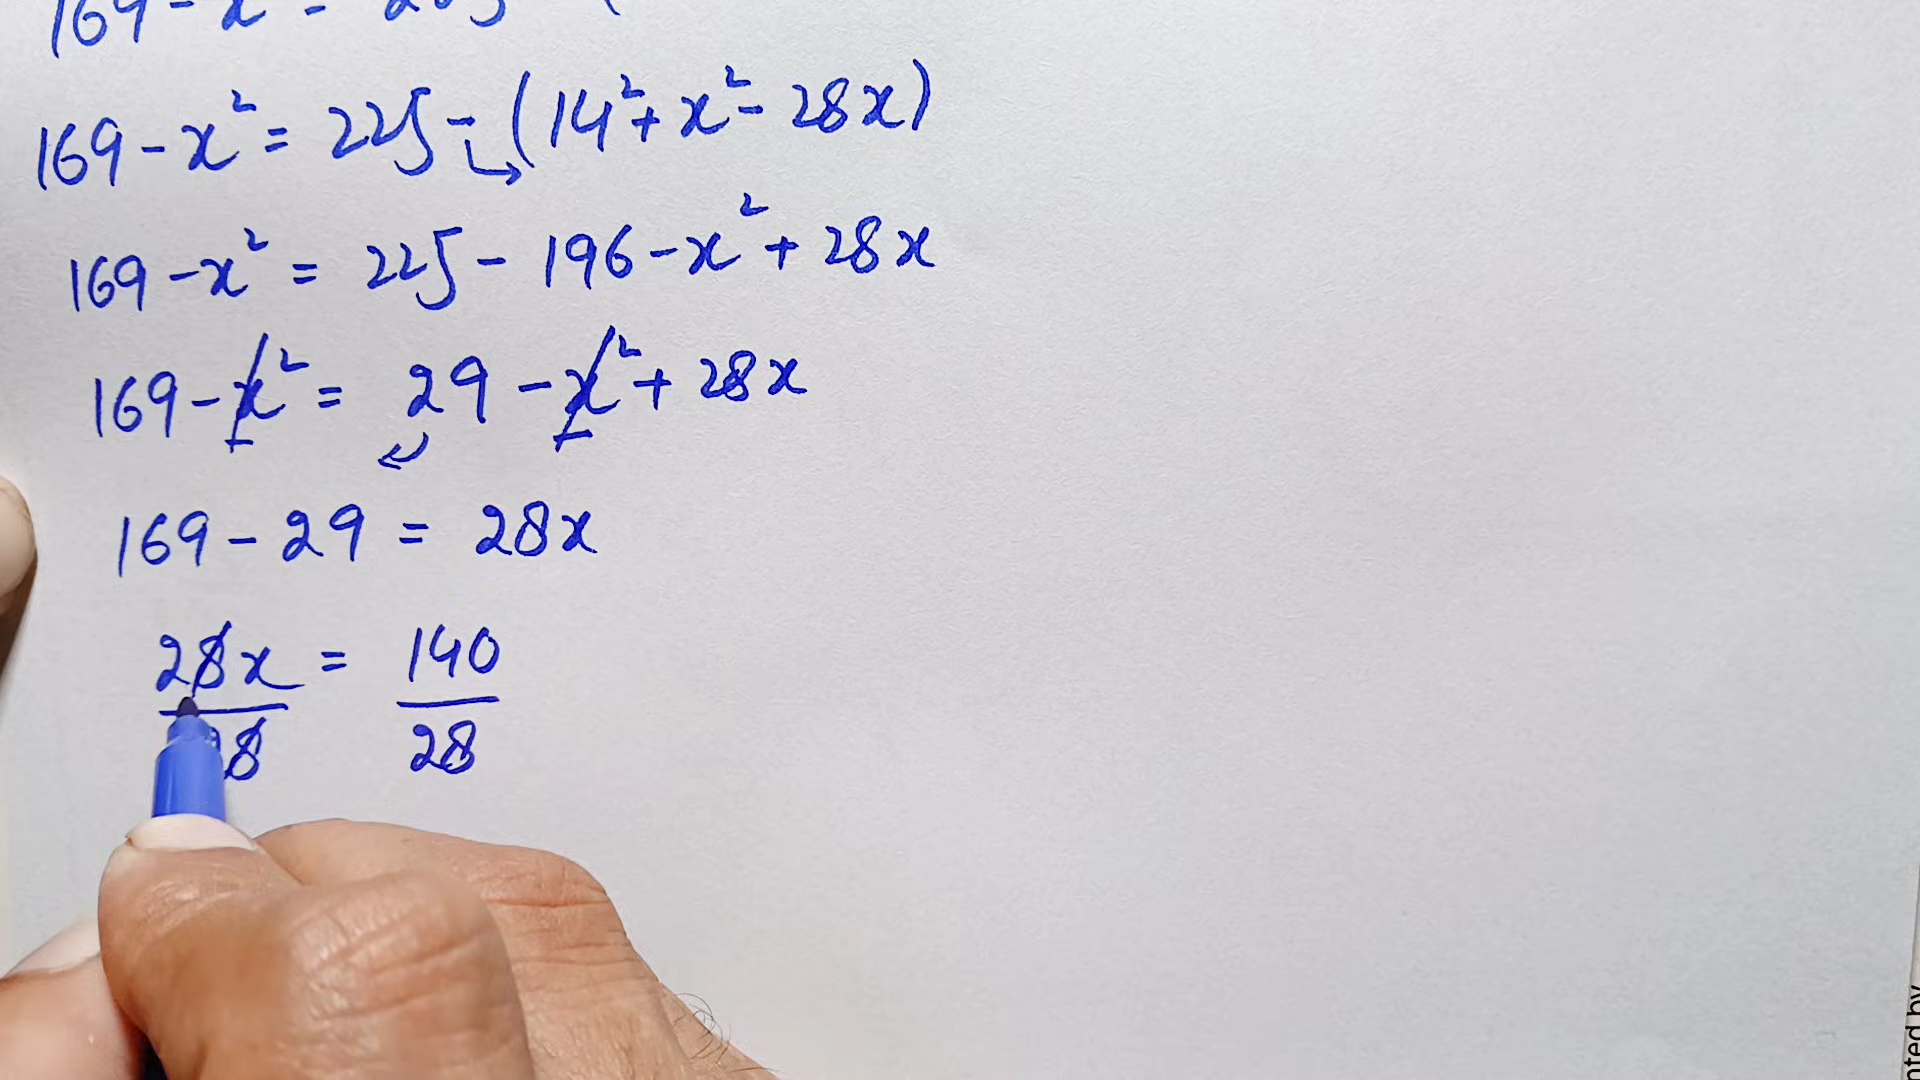 169 - x² = 225 - (14² + x² - 28x)
169 - x² = 225 - 196 - x² + 28x
169 - x² = 29 - x² + 28x
169 - 29 = 28x
28x/28 = 140/28